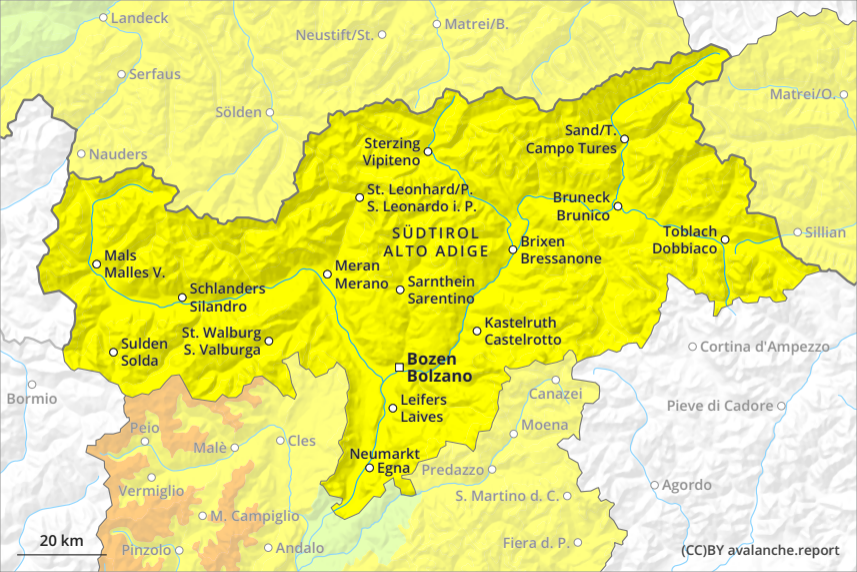 Landeck
Matrei/B.
Neustift/St.
Serfaus
Matrei/O.
Sölden
Sand/T.
Campo Tures
Sterzing
Vipiteno
Nauders
St. Leonhard/P.
S. Leonardo i. P.
Bruneck
Brunico
SÜDTIROL
ALTO ADIGE
Toblach
Dobbiaco
Sillian
Brixen
Bressanone
Mals
Malles V.
Meran
Merano
Sarnthein
Sarentino
Schlanders
Silandro
Kastelruth
Castelrotto
St. Walburg
S. Valburga
Sulden
Solda
Cortina d'Ampezzo
Bozen
Bolzano
Bormio
Canazei
Leifers
Laives
Pieve di Cadore
Peio
Moena
Malè
Cles
Neumarkt
Egna
Predazzo
Vermiglio
Agordo
S. Martino d. C.
M. Campiglio
20 km
Pinzolo
Andalo
Fiera d. P.
(CC)BY avalanche.report